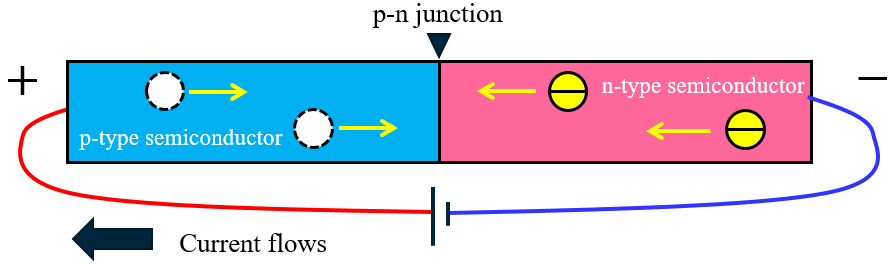 p-n junction
+
−
n-type semiconductor
p-type semiconductor
Current flows